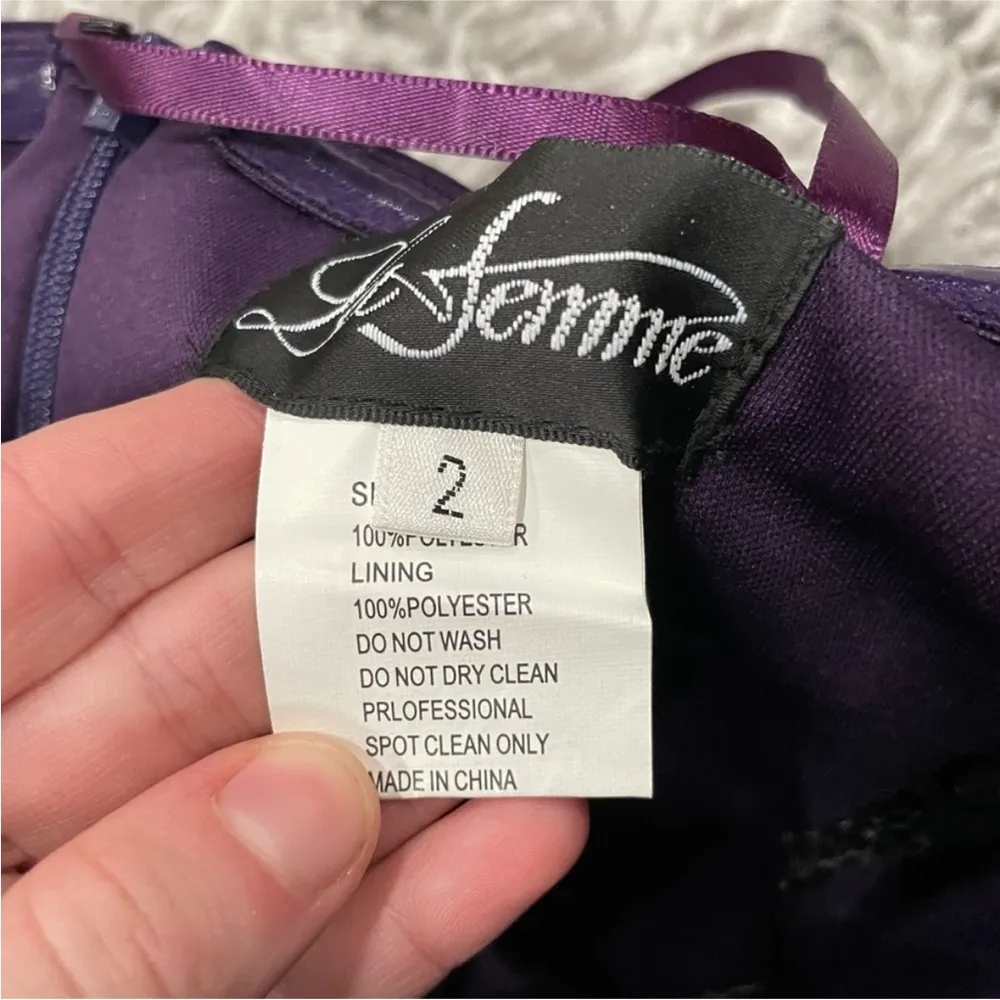 La Femme
2
100%POLYESTER
LINING
100%POLYESTER
DO NOT WASH
DO NOT DRY CLEAN
PRLOFESSIONAL
SPOT CLEAN ONLY
MADE IN CHINA